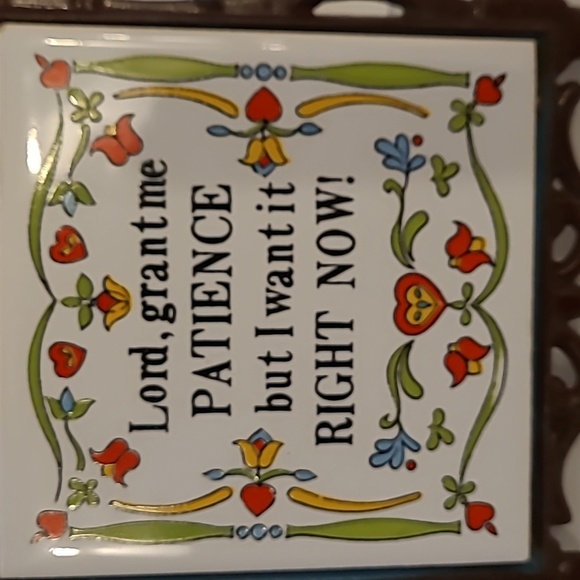 Lord, grant me
PATIENCE
but I want it
RIGHT NOW!